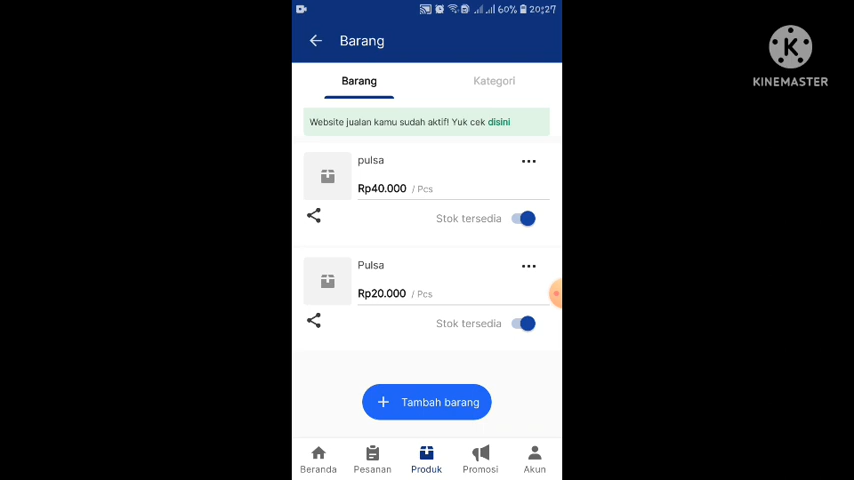 60% 20:27
Barang
Barang Kategori
Website jualan kamu sudah aktif! Yuk cek disini
pulsa
Rp40.000 / Pcs
Stok tersedia
Pulsa
Rp20.000 / Pcs
Stok tersedia
+ Tambah barang
Beranda Pesanan Produk Promosi Akun
K
KINEMASTER